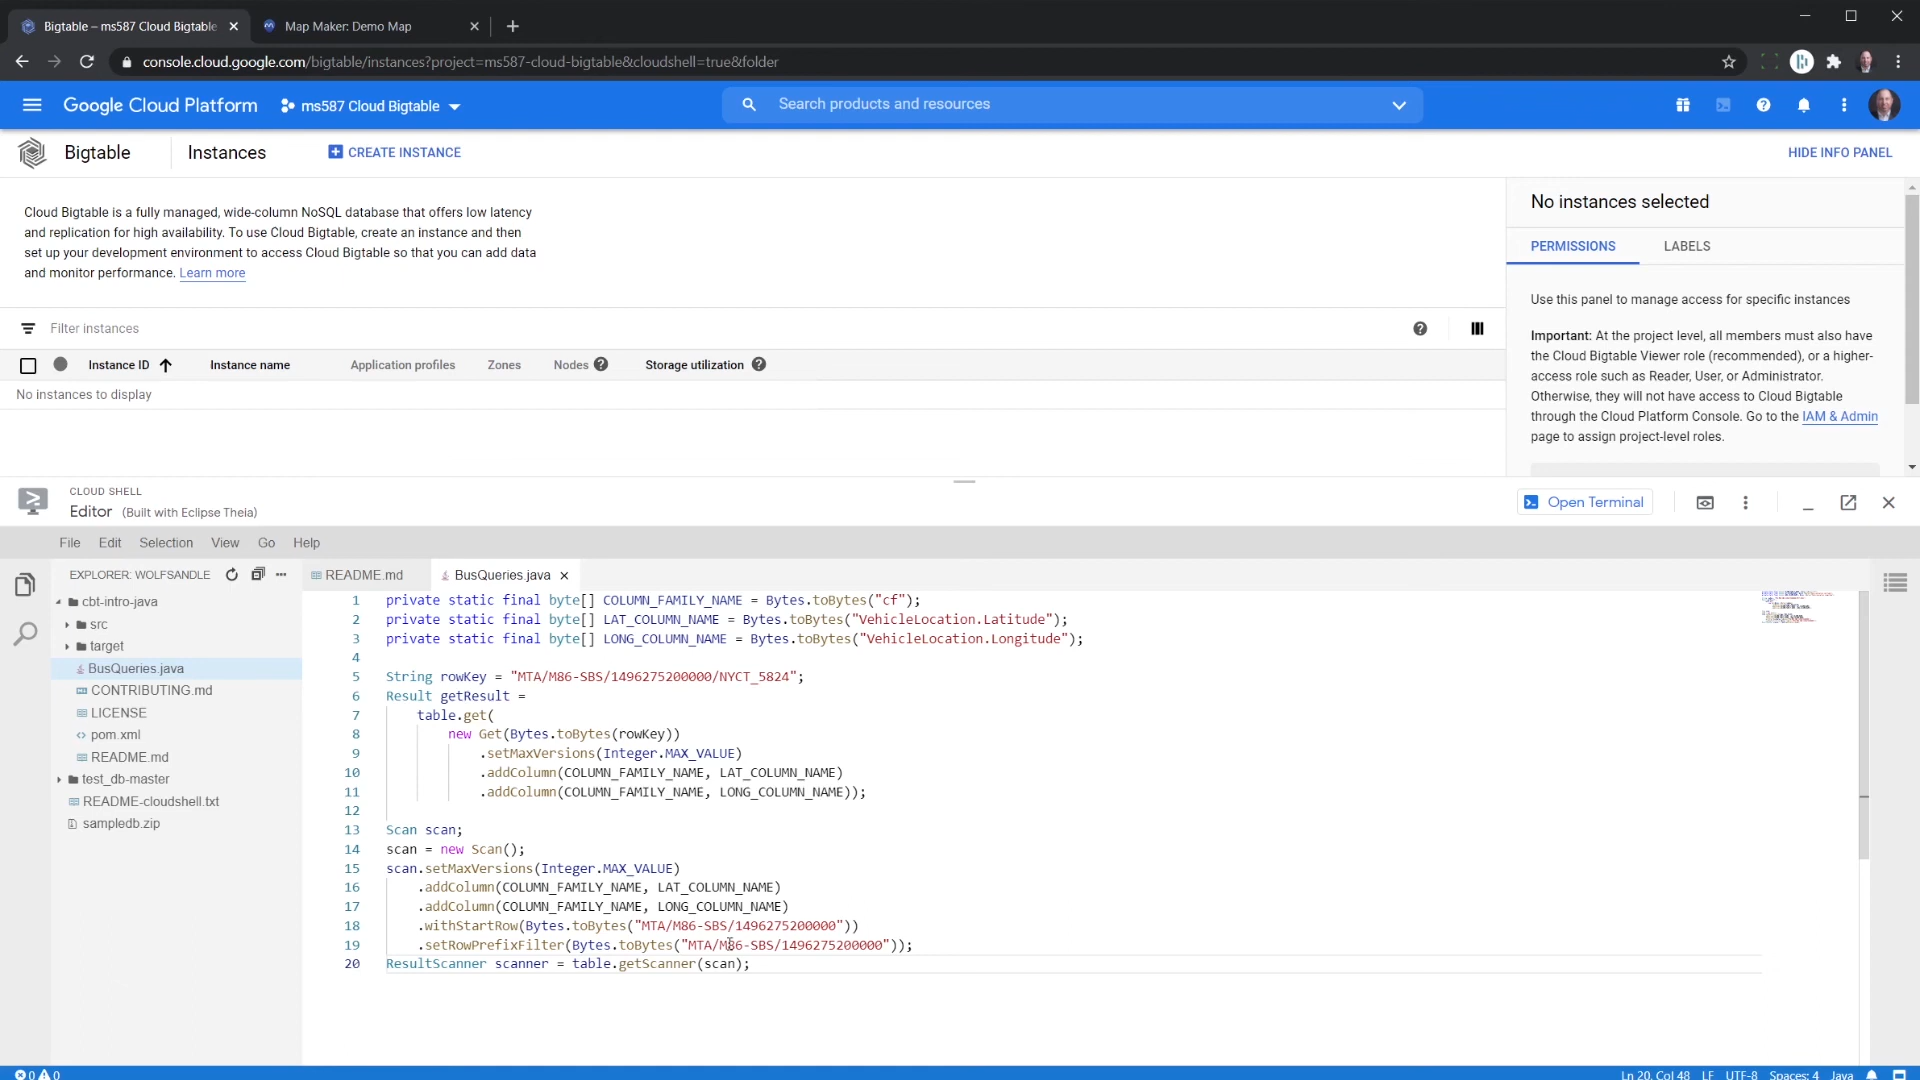 Bigtable – ms587 Cloud Bigtable
Map Maker: Demo Map
console.cloud.google.com/bigtable/instances?project=ms587-cloud-bigtable&cloudshell=true&folder
Google Cloud Platform
ms587 Cloud Bigtable
Search products and resources
Bigtable
Instances
CREATE INSTANCE
HIDE INFO PANEL
Cloud Bigtable is a fully managed, wide-column NoSQL database that offers low latency
and replication for high availability. To use Cloud Bigtable, create an instance and then
set up your development environment to access Cloud Bigtable so that you can add data
and monitor performance. Learn more
Filter instances
Instance ID
Instance name
Application profiles
Zones
Nodes
Storage utilization
No instances to display
No instances selected
PERMISSIONS
LABELS
Use this panel to manage access for specific instances
Important: At the project level, all members must also have
the Cloud Bigtable Viewer role (recommended), or a higher-
access role such as Reader, User, or Administrator.
Otherwise, they will not have access to Cloud Bigtable
through the Cloud Platform Console. Go to the IAM & Admin
page to assign project-level roles.
CLOUD SHELL
Editor (Built with Eclipse Theia)
Open Terminal
File Edit Selection View Go Help
EXPLORER: WOLFSANDLE
cbt-intro-java
src
target
BusQueries.java
CONTRIBUTING.md
LICENSE
pom.xml
README.md
test_db-master
README-cloudshell.txt
sampledb.zip
README.md
BusQueries.java
1 private static final byte[] COLUMN_FAMILY_NAME = Bytes.toBytes("cf");
2 private static final byte[] LAT_COLUMN_NAME = Bytes.toBytes("VehicleLocation.Latitude");
3 private static final byte[] LONG_COLUMN_NAME = Bytes.toBytes("VehicleLocation.Longitude");
4
5 String rowKey = "MTA/M86-SBS/1496275200000/NYCT_5824";
6 Result getResult =
7 table.get(
8 new Get(Bytes.toBytes(rowKey))
9 .setMaxVersions(Integer.MAX_VALUE)
10 .addColumn(COLUMN_FAMILY_NAME, LAT_COLUMN_NAME)
11 .addColumn(COLUMN_FAMILY_NAME, LONG_COLUMN_NAME));
12
13 Scan scan;
14 scan = new Scan();
15 scan.setMaxVersions(Integer.MAX_VALUE)
16 .addColumn(COLUMN_FAMILY_NAME, LAT_COLUMN_NAME)
17 .addColumn(COLUMN_FAMILY_NAME, LONG_COLUMN_NAME)
18 .withStartRow(Bytes.toBytes("MTA/M86-SBS/1496275200000"))
19 .setRowPrefixFilter(Bytes.toBytes("MTA/M86-SBS/1496275200000"));
20 ResultScanner scanner = table.getScanner(scan);
0 0
Ln 20, Col 48 LF UTF-8 Spaces: 4 Java